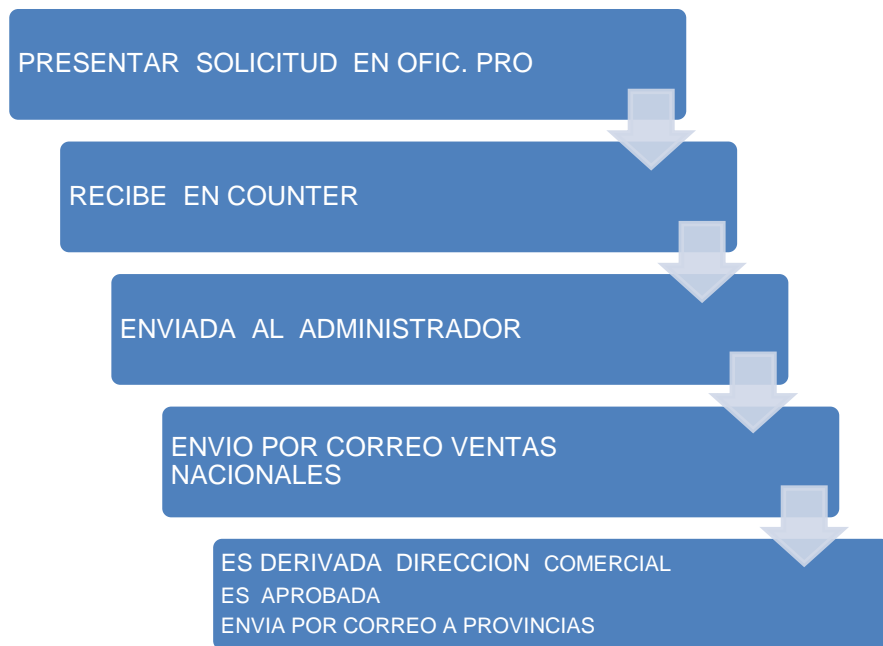 PRESENTAR SOLICITUD EN OFIC. PRO
RECIBE EN COUNTER
ENVIADA AL ADMINISTRADOR
ENVIO POR CORREO VENTAS
NACIONALES
ES DERIVADA DIRECCION COMERCIAL
ES APROBADA
ENVIA POR CORREO A PROVINCIAS